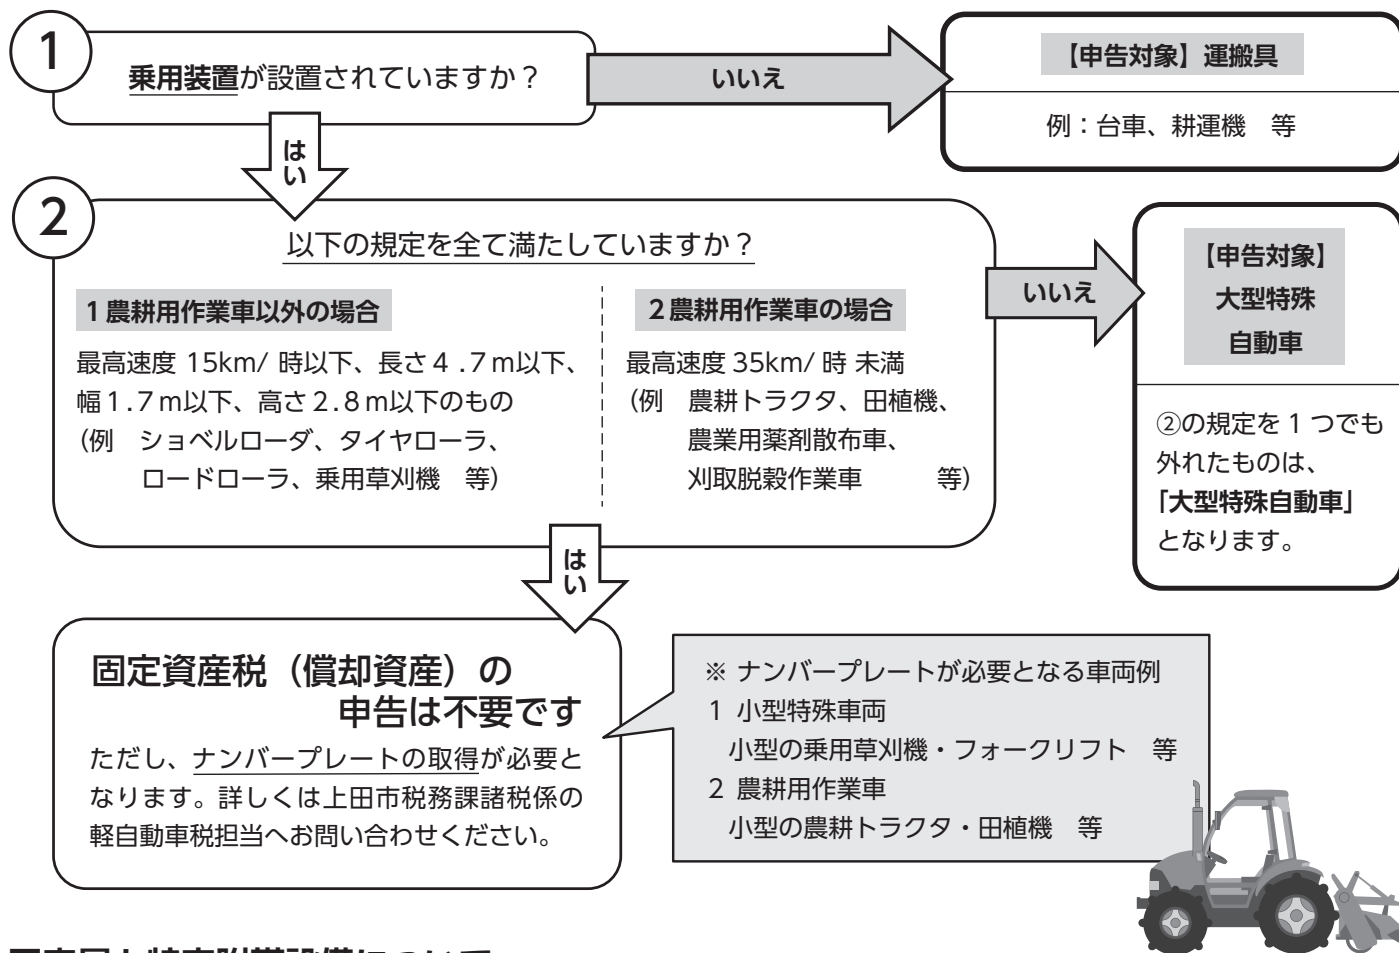 1
乗用装置が設置されていますか？
いいえ
【申告対象】運搬具
例：台車、耕運機　等
はい
2
以下の規定を全て満たしていますか？
1 農耕用作業車以外の場合
最高速度 15km/ 時以下、長さ４.７ｍ以下、
幅１.７ｍ以下、高さ２.８ｍ以下のもの
(例　ショベルローダ、タイヤローラ、
ロードローラ、乗用草刈機　等)
２農耕用作業車の場合
最高速度 35km/ 時 未満
(例　農耕トラクタ、田植機、
農業用薬剤散布車、
刈取脱穀作業車　等)
いいえ
【申告対象】
大型特殊
自動車
②の規定を 1 つでも
外れたものは、
「大型特殊自動車」
となります。
はい
固定資産税（償却資産）の
申告は不要です
ただし、ナンバープレートの取得が必要と
なります。詳しくは上田市税務課諸税係の
軽自動車税担当へお問い合わせください。
※ ナンバープレートが必要となる車両例
1 小型特殊車両
小型の乗用草刈機・フォークリフト　等
2 農耕用作業車
小型の農耕トラクタ・田植機　等